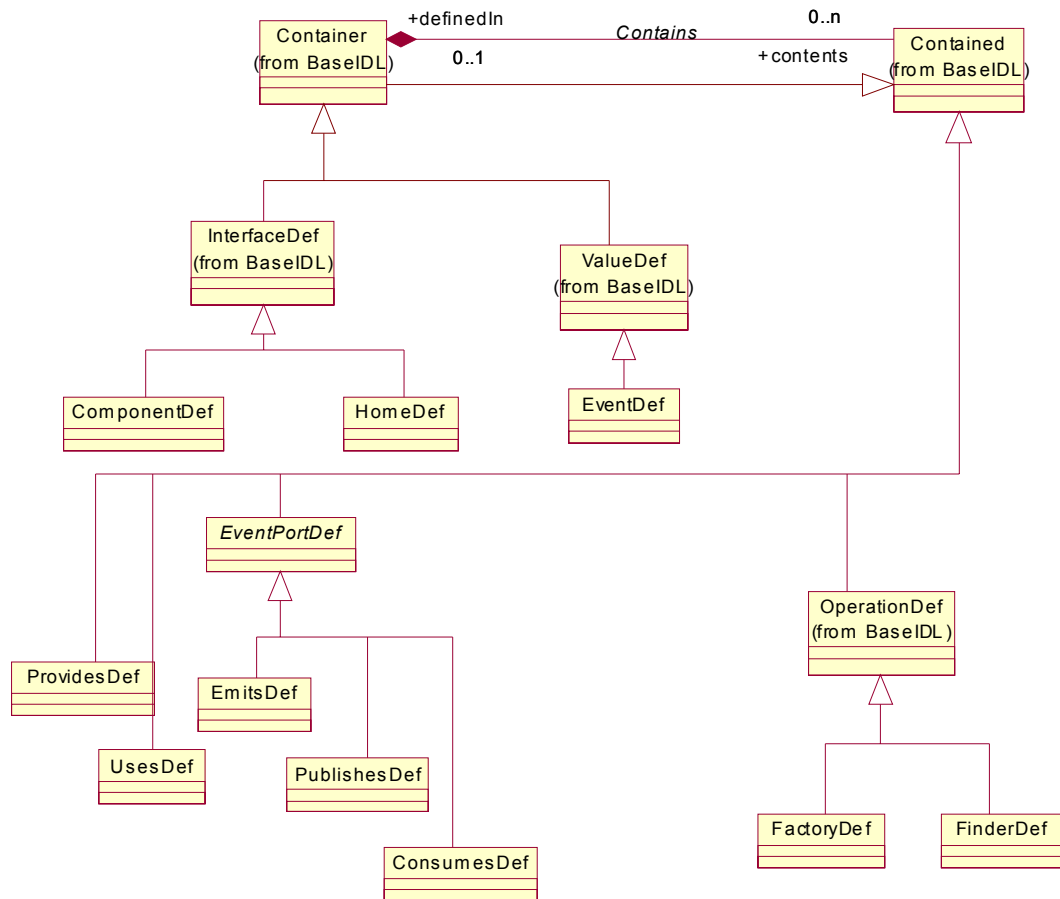 +definedIn
0..n
Container
(from BaseIDL)
Contains
Contained
(from BaseIDL)
0..1
+contents
InterfaceDef
(from BaseIDL)
ValueDef
(from BaseIDL)
ComponentDef
HomeDef
EventDef
EventPortDef
OperationDef
(from BaseIDL)
ProvidesDef
EmitsDef
UsesDef
PublishesDef
FactoryDef
FinderDef
ConsumesDef